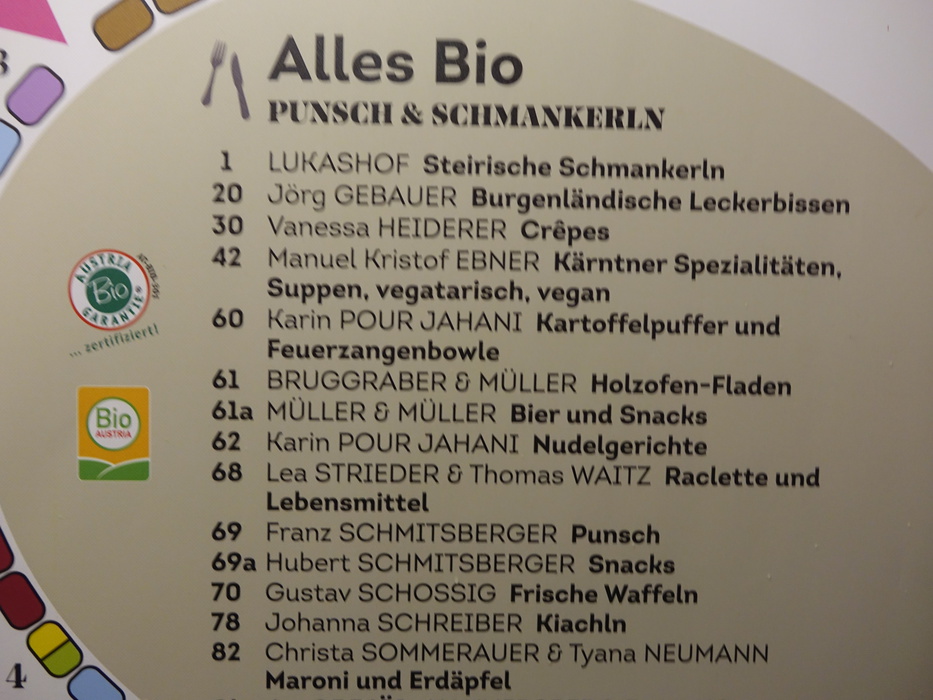 3
Alles Bio
PUNSCH & SCHMANKERLN
1 LUKASHOF Steirische Schmankerln
20 Jörg GEBAUER Burgenländische Leckerbissen
30 Vanessa HEIDERER Crêpes
42 Manuel Kristof EBNER Kärntner Spezialitäten,
Suppen, vegatarisch, vegan
60 Karin POUR JAHANI Kartoffelpuffer und
Feuerzangenbowle
61 BRUGGRABER & MÜLLER Holzofen-Fladen
61a MÜLLER & MÜLLER Bier und Snacks
62 Karin POUR JAHANI Nudelgerichte
68 Lea STRIEDER & Thomas WAITZ Raclette und
Lebensmittel
69 Franz SCHMITSBERGER Punsch
69a Hubert SCHMITSBERGER Snacks
70 Gustav SCHOSSIG Frische Waffeln
78 Johanna SCHREIBER Kiachln
82 Christa SOMMERAUER & Tyana NEUMANN
Maroni und Erdäpfel
AUSTRIA
Bio
GARANTIE
... zertifiziert!
Bio
AUSTRIA
4